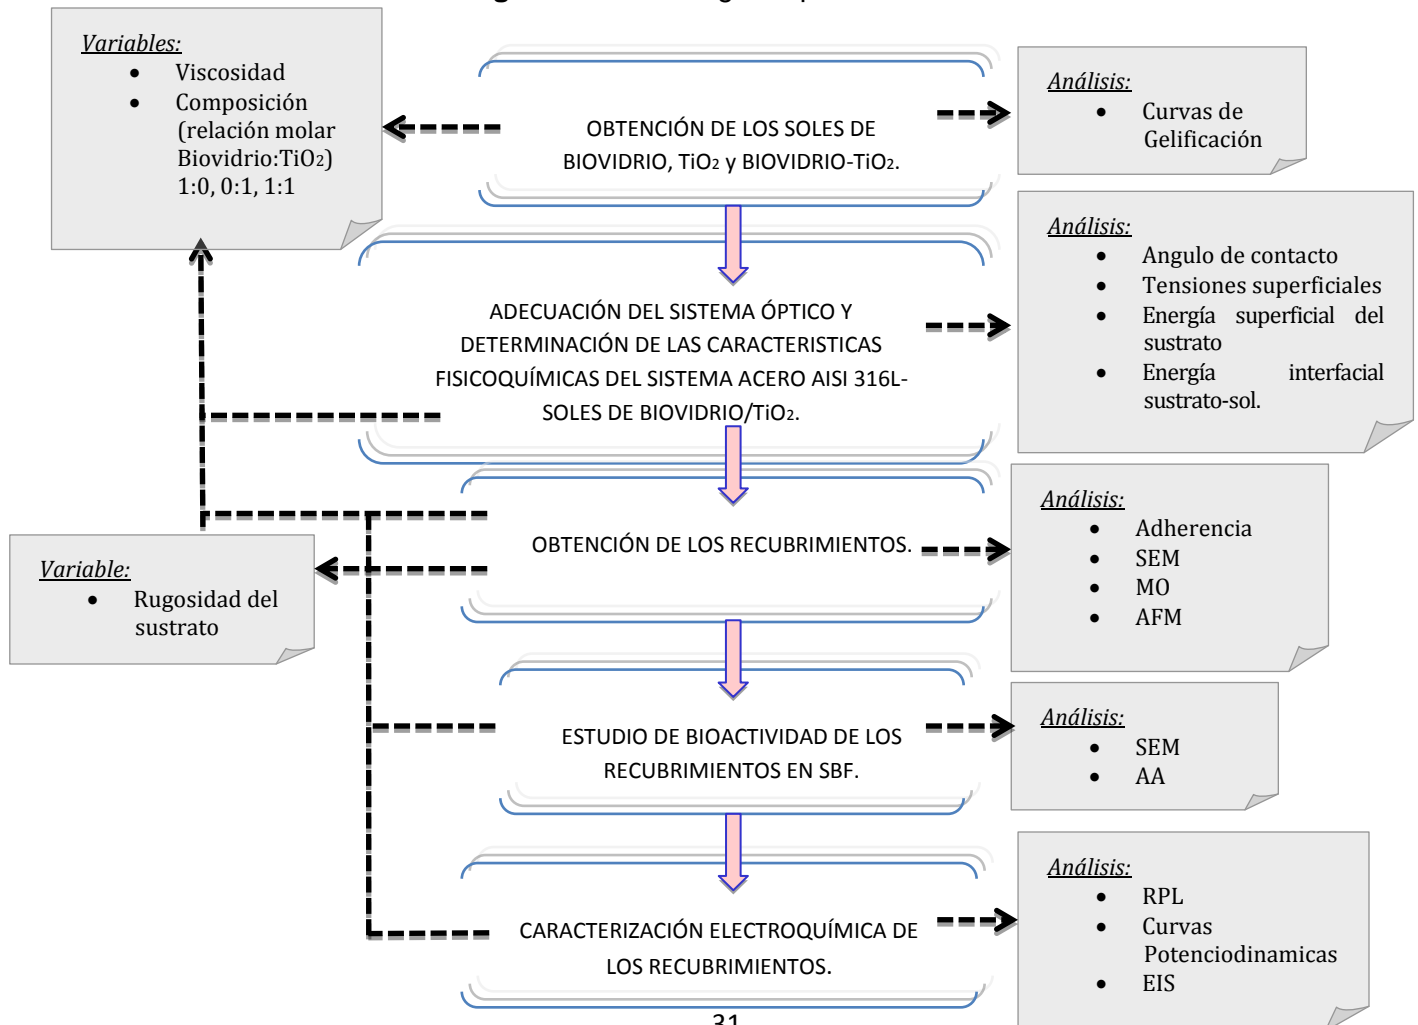 Variables:
• Viscosidad
• Composición
(relación molar
Biovidrio:TiO2)
1:0, 0:1, 1:1
OBTENCIÓN DE LOS SOLES DE
BIOVIDRIO, TiO2 y BIOVIDRIO-TiO2.
Análisis:
• Curvas de
Gelificación
ADECUACIÓN DEL SISTEMA ÓPTICO Y
DETERMINACIÓN DE LAS CARACTERISTICAS
FISICOQUÍMICAS DEL SISTEMA ACERO AISI 316L-
SOLES DE BIOVIDRIO/TiO2.
Análisis:
• Angulo de contacto
• Tensiones superficiales
• Energía superficial del
sustrato
• Energía interfacial
sustrato-sol.
OBTENCIÓN DE LOS RECUBRIMIENTOS.
Variable:
• Rugosidad del
sustrato
Análisis:
• Adherencia
• SEM
• MO
• AFM
ESTUDIO DE BIOACTIVIDAD DE LOS
RECUBRIMIENTOS EN SBF.
Análisis:
• SEM
• AA
CARACTERIZACIÓN ELECTROQUÍMICA DE
LOS RECUBRIMIENTOS.
Análisis:
• RPL
• Curvas
Potenciodinamicas
• EIS
31